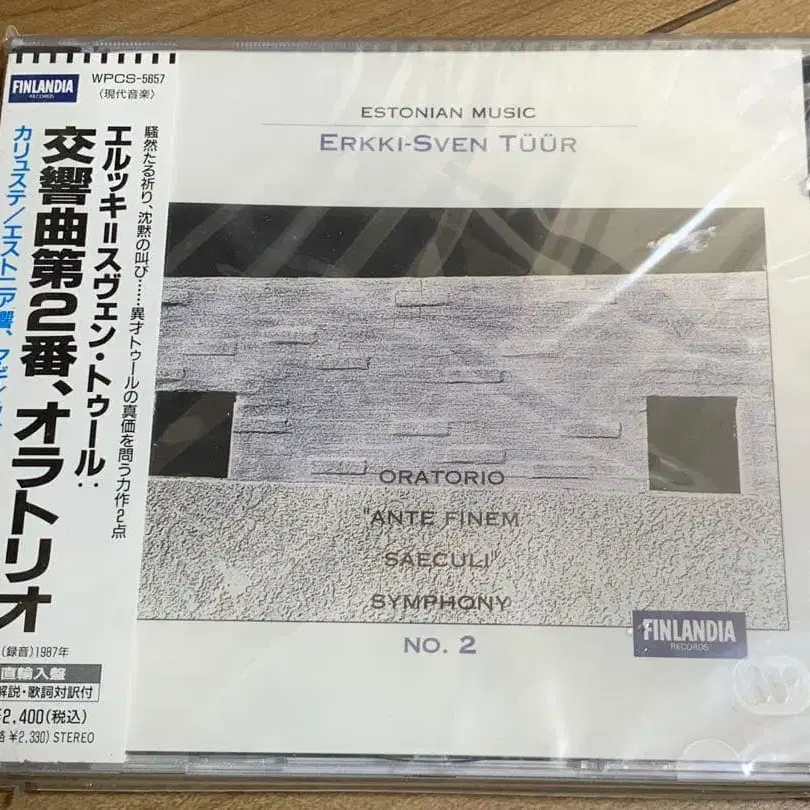 FINLANDIA
RECORDS
WPCS-5657
〈現代音楽〉
騒然たる祈り、沈黙の叫び……異才トゥールの真価を問う力作2点
エルッキ=スヴェン・トゥール:
交響曲第2番、オラトリオ
カリュステ/エストニア響、
(録音)1987年
直輸入盤
解説・歌詞対訳付
¥2,400(税込)
¥2,330) STEREO
ESTONIAN MUSIC
ERKKI-SVEN TÜÜR
ORATORIO
"ANTE FINEM
SAECULI"
SYMPHONY
NO. 2
FINLANDIA
RECORDS